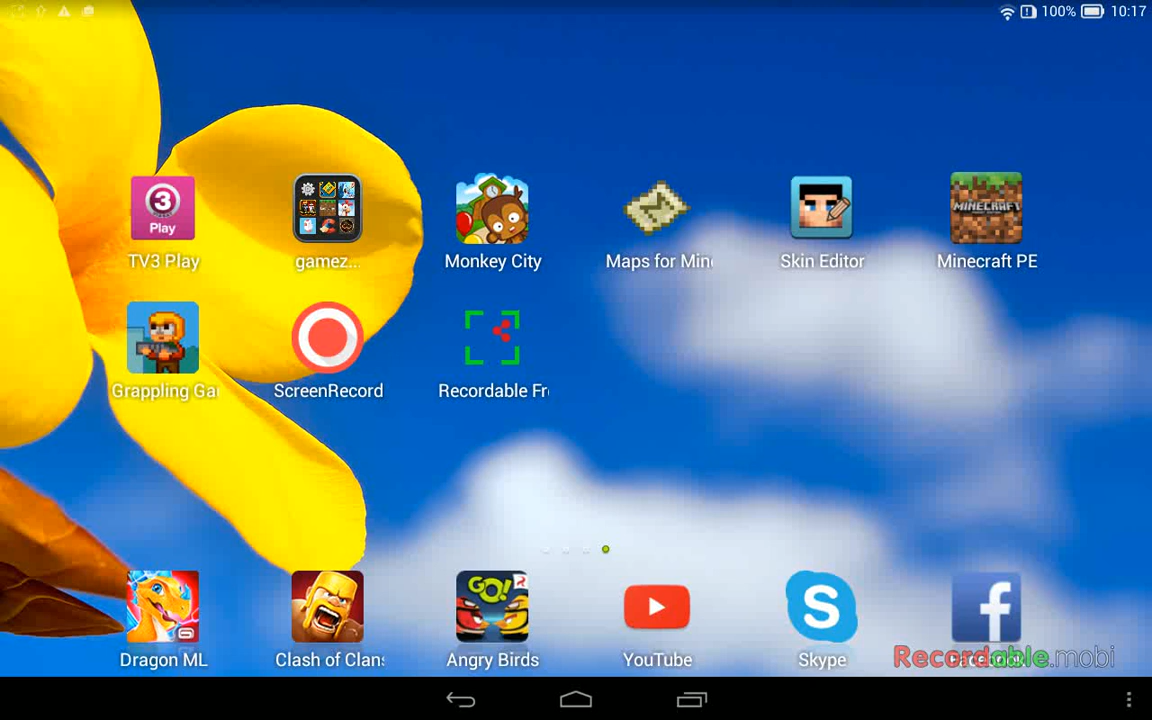 100% 10:17
3
Play
MINECRAFT
TV3 Play gamez... Monkey City Maps for Min Skin Editor Minecraft PE
Grappling Ga ScreenRecord Recordable Fr
GO!
Dragon ML Clash of Clans Angry Birds YouTube Skype Facebook
Recordable.mobi